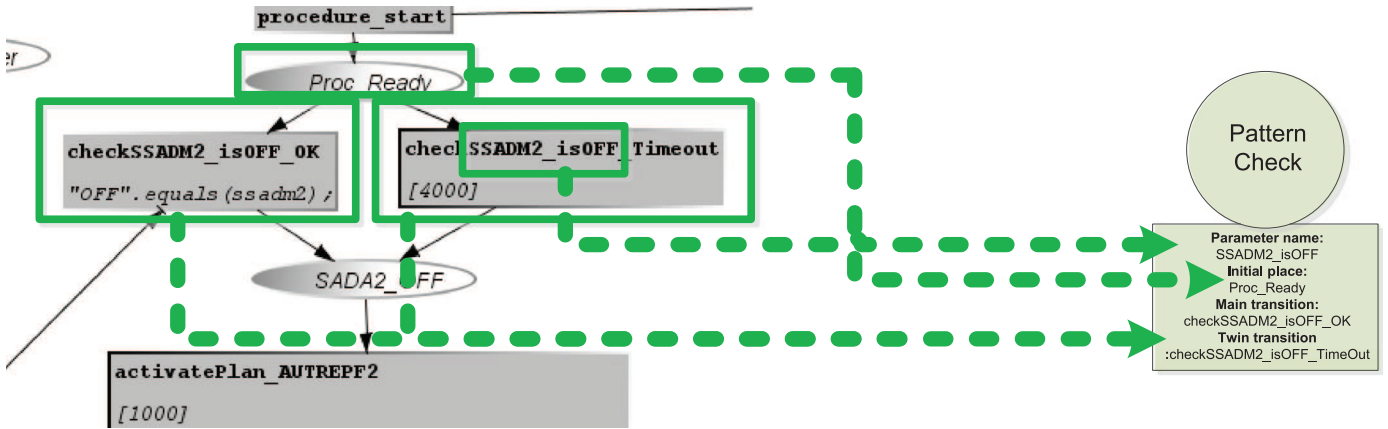 procedure_start
er
Proc_Ready
checkSSADM2_isOFF_OK
"OFF".equals(ssadm2);
checkSSADM2_isOFF_Timeout
[4000]
SADA2_OFF
activatePlan_AUTREPF2
[1000]
Pattern
Check
Parameter name:
SSADM2_isOFF
Initial place:
Proc_Ready
Main transition:
checkSSADM2_isOFF_OK
Twin transition
:checkSSADM2_isOFF_TimeOut